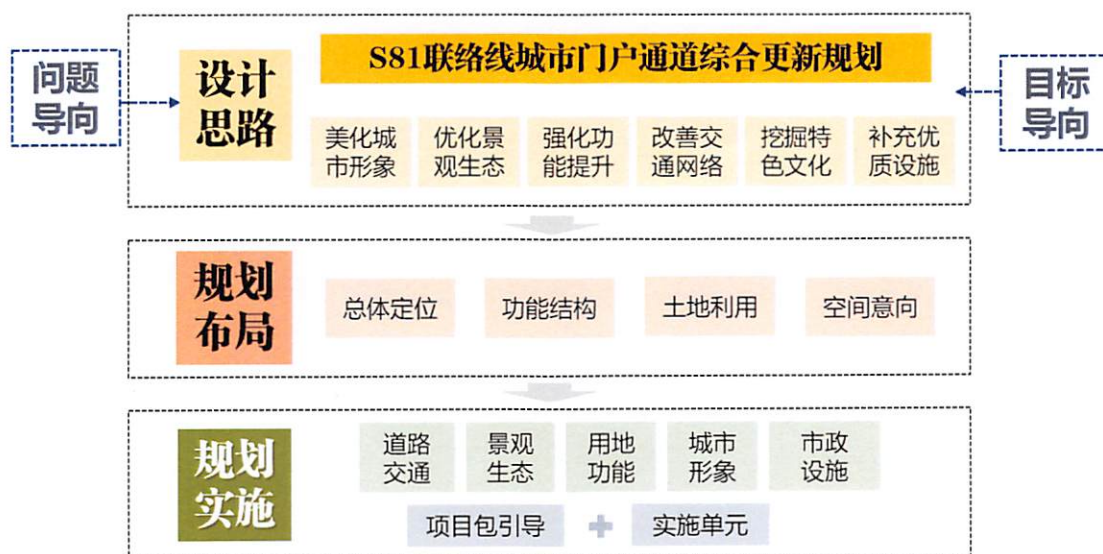 问题
导向
设计
思路
S81联络线城市门户通道综合更新规划
美化城
市形象
优化景
观生态
强化功
能提升
改善交
通网络
挖掘特
色文化
补充优
质设施
目标
导向
规划
布局
总体定位
功能结构
土地利用
空间意向
规划
实施
道路
交通
景观
生态
用地
功能
城市
形象
市政
设施
项目包引导
+
实施单元